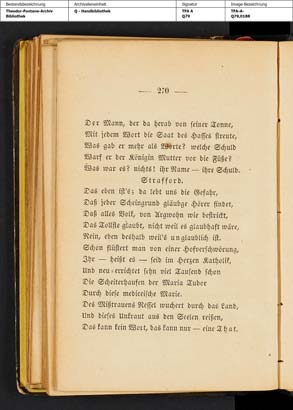 Bestandsbezeichnung
Theodor-Fontane-Archiv
Bibliothek
Archivaleneinheit
Q - Handbibliothek
Signatur
TFA A
Q79
Image-Bezeichnung
TFA-A-
Q79,0188
— 270 —
Der Mann, der da herab von seiner Tonne,
Mit jedem Wort die Saat des Hasses streute,
Was gab er mehr als Worte? welche Schuld
Warf er der Königin Mutter vor die Füße?
Was war es? nichts! ihr Name — ihre Schuld.
Strafford.
Das eben ist's; da lebt uns die Gefahr,
Daß jeder Scheingrund gläubge Hörer findet,
Daß alles Volk, von Argwohn wie bestrickt,
Das Tollste glaubt, nicht weil es glaubhaft wäre,
Nein, eben deshalb weil's unglaublich ist.
Schon flüstert man von einer Hofverschwörung,
Ihr — heißt es — seid im Herzen Katholik,
Und neu errichtet sehn viel Tausend schon
Die Scheiterhaufen der Maria Tudor
Durch diese mediceische Marie.
Des Mißtrauens Nessel wuchert durch das Land,
Und dieses Unkraut aus den Seelen reißen,
Das kann kein Wort, das kann nur — eine That.